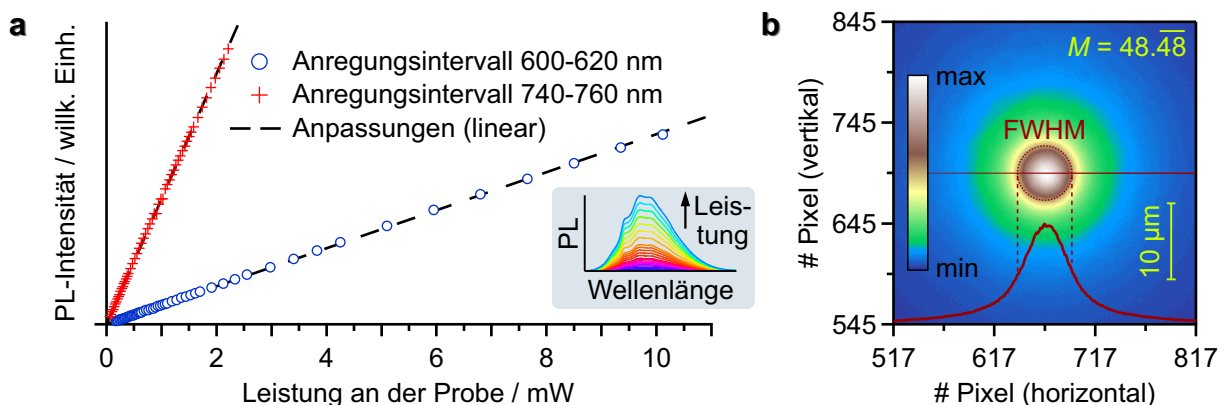 a
PL-Intensität / willk. Einh.
Anregungsintervall 600-620 nm
Anregungsintervall 740-760 nm
Anpassungen (linear)
PL
Leis-
tung
Wellenlänge
0 2 4 6 8 10
Leistung an der Probe / mW
b
# Pixel (vertikal)
845
745
645
545
M = 48.4̅8̅
max
min
FWHM
10 µm
517 617 717 817
# Pixel (horizontal)